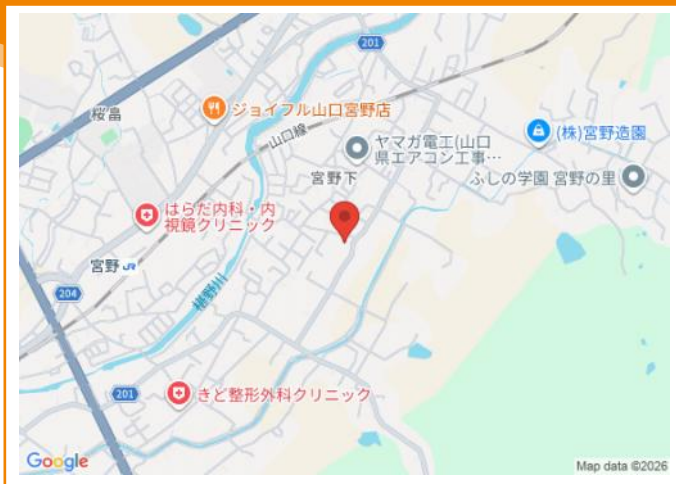 201
桜畠
ジョイフル山口宮野店
山口線
ヤマガ電工(山口
県エアコン工事…
(株)宮野造園
宮野下
ふしの学園 宮野の里
はらだ内科・内
視鏡クリニック
宮野 JR
204
椹野川
201
きど整形外科クリニック
Google
Map data ©2026